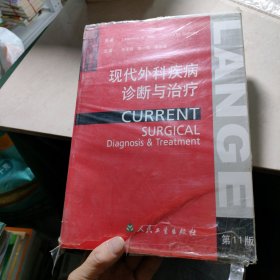 现代外科疾病
诊断与治疗
CURRENT
SURGICAL
Diagnosis & Treatment
LANGE
第11版
人民卫生出版社